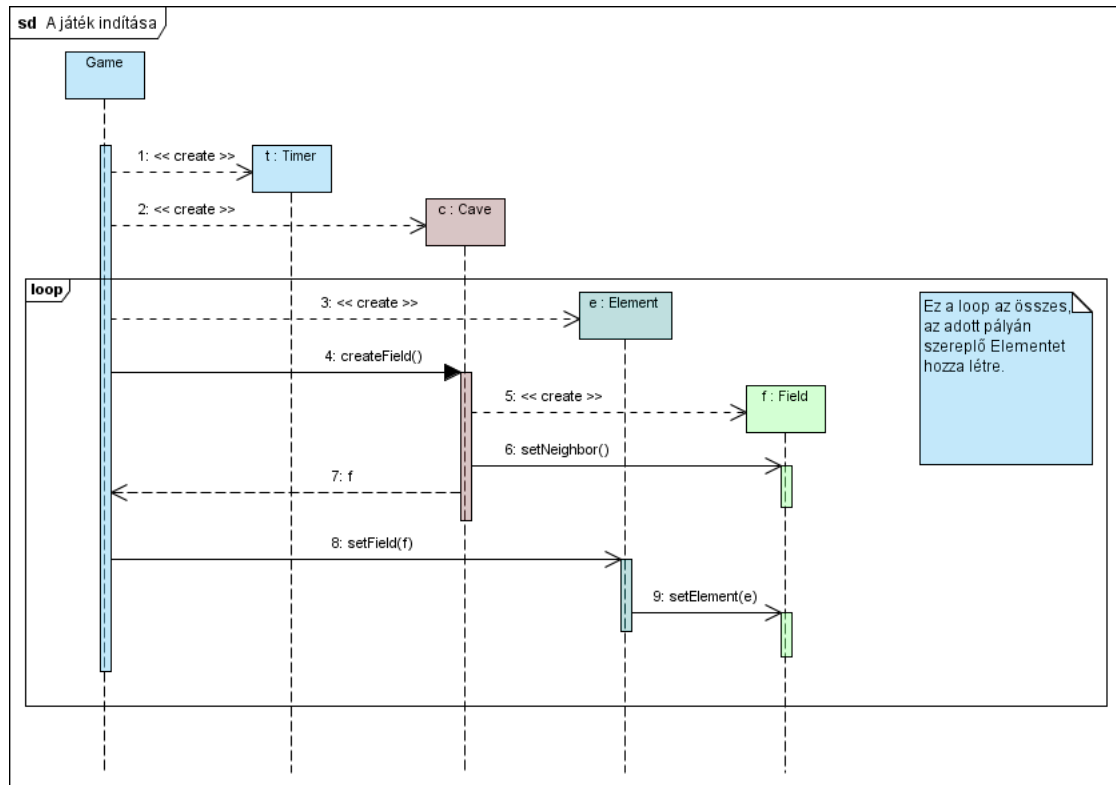 sd A játék indítása
Game
1: << create >>
t : Timer
2: << create >>
c : Cave
loop
3: << create >>
e : Element
Ez a loop az összes,
az adott pályán
szereplő Elementet
hozza létre.
4: createField()
5: << create >>
f : Field
6: setNeighbor()
7: f
8: setField(f)
9: setElement(e)